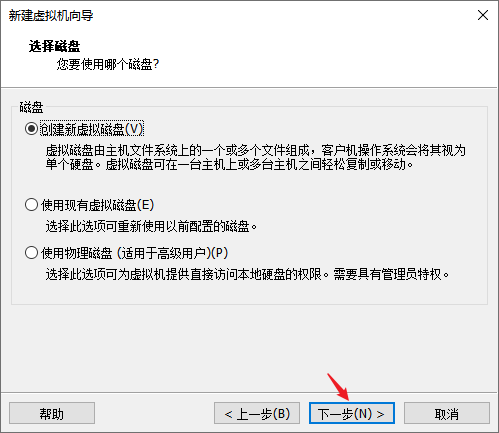 新建虚拟机向导
选择磁盘
您要使用哪个磁盘?
磁盘
创建新虚拟磁盘(V)
虚拟磁盘由主机文件系统上的一个或多个文件组成，客户机操作系统会将其视为
单个硬盘。虚拟磁盘可在一台主机上或多台主机之间轻松复制或移动。
使用现有虚拟磁盘(E)
选择此选项可重新使用以前配置的磁盘。
使用物理磁盘 (适用于高级用户)(P)
选择此选项可为虚拟机提供直接访问本地硬盘的权限。需要具有管理员特权。
帮助
< 上一步(B)
下一步(N) >
取消